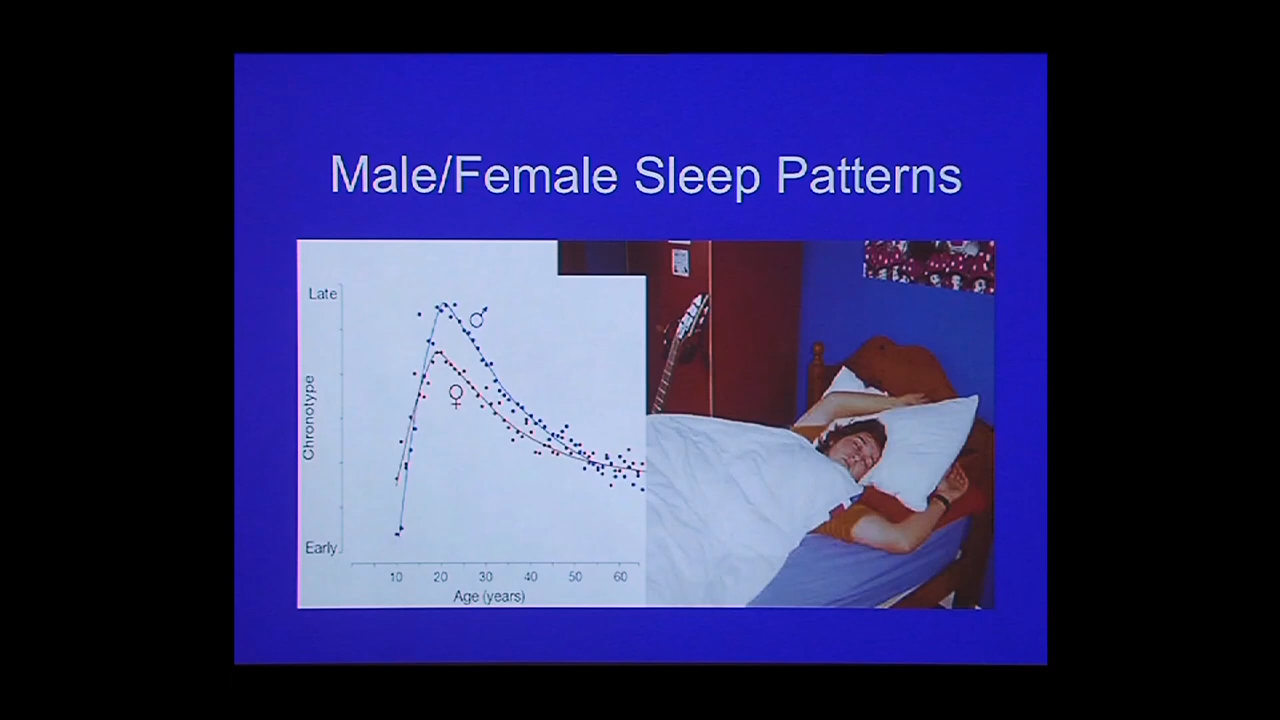 Male/Female Sleep Patterns
Late
♂
♀
Chronotype
Early
10 20 30 40 50 60
Age (years)